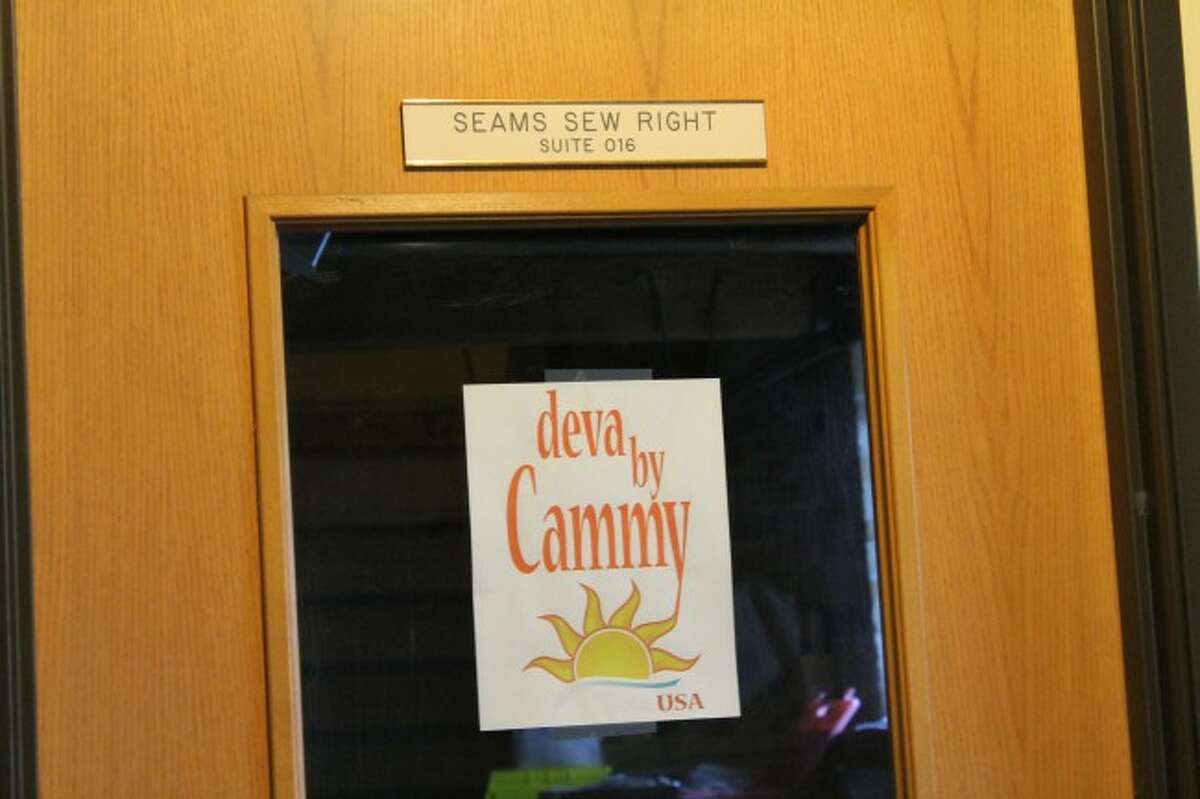 SEAMS SEW RIGHT
SUITE 016
deva
by
Cammy
USA